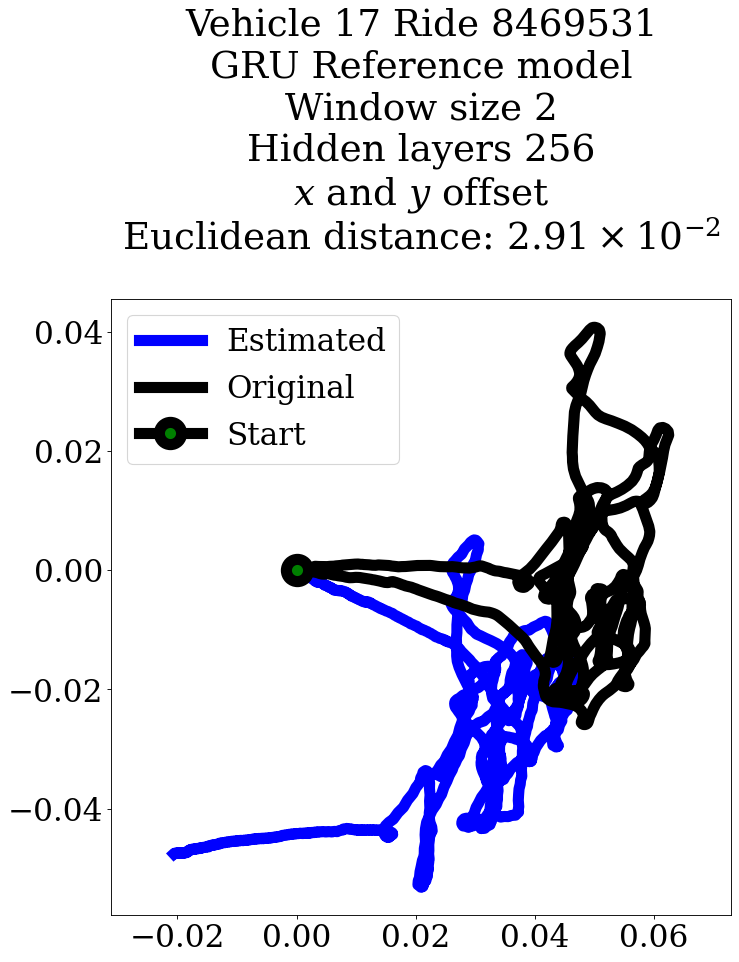 Vehicle 17 Ride 8469531
GRU Reference model
Window size 2
Hidden layers 256
x and y offset
Euclidean distance: 2.91 × 10⁻²
Estimated
Original
Start
0.04
0.02
0.00
−0.02
−0.04
−0.02 0.00 0.02 0.04 0.06